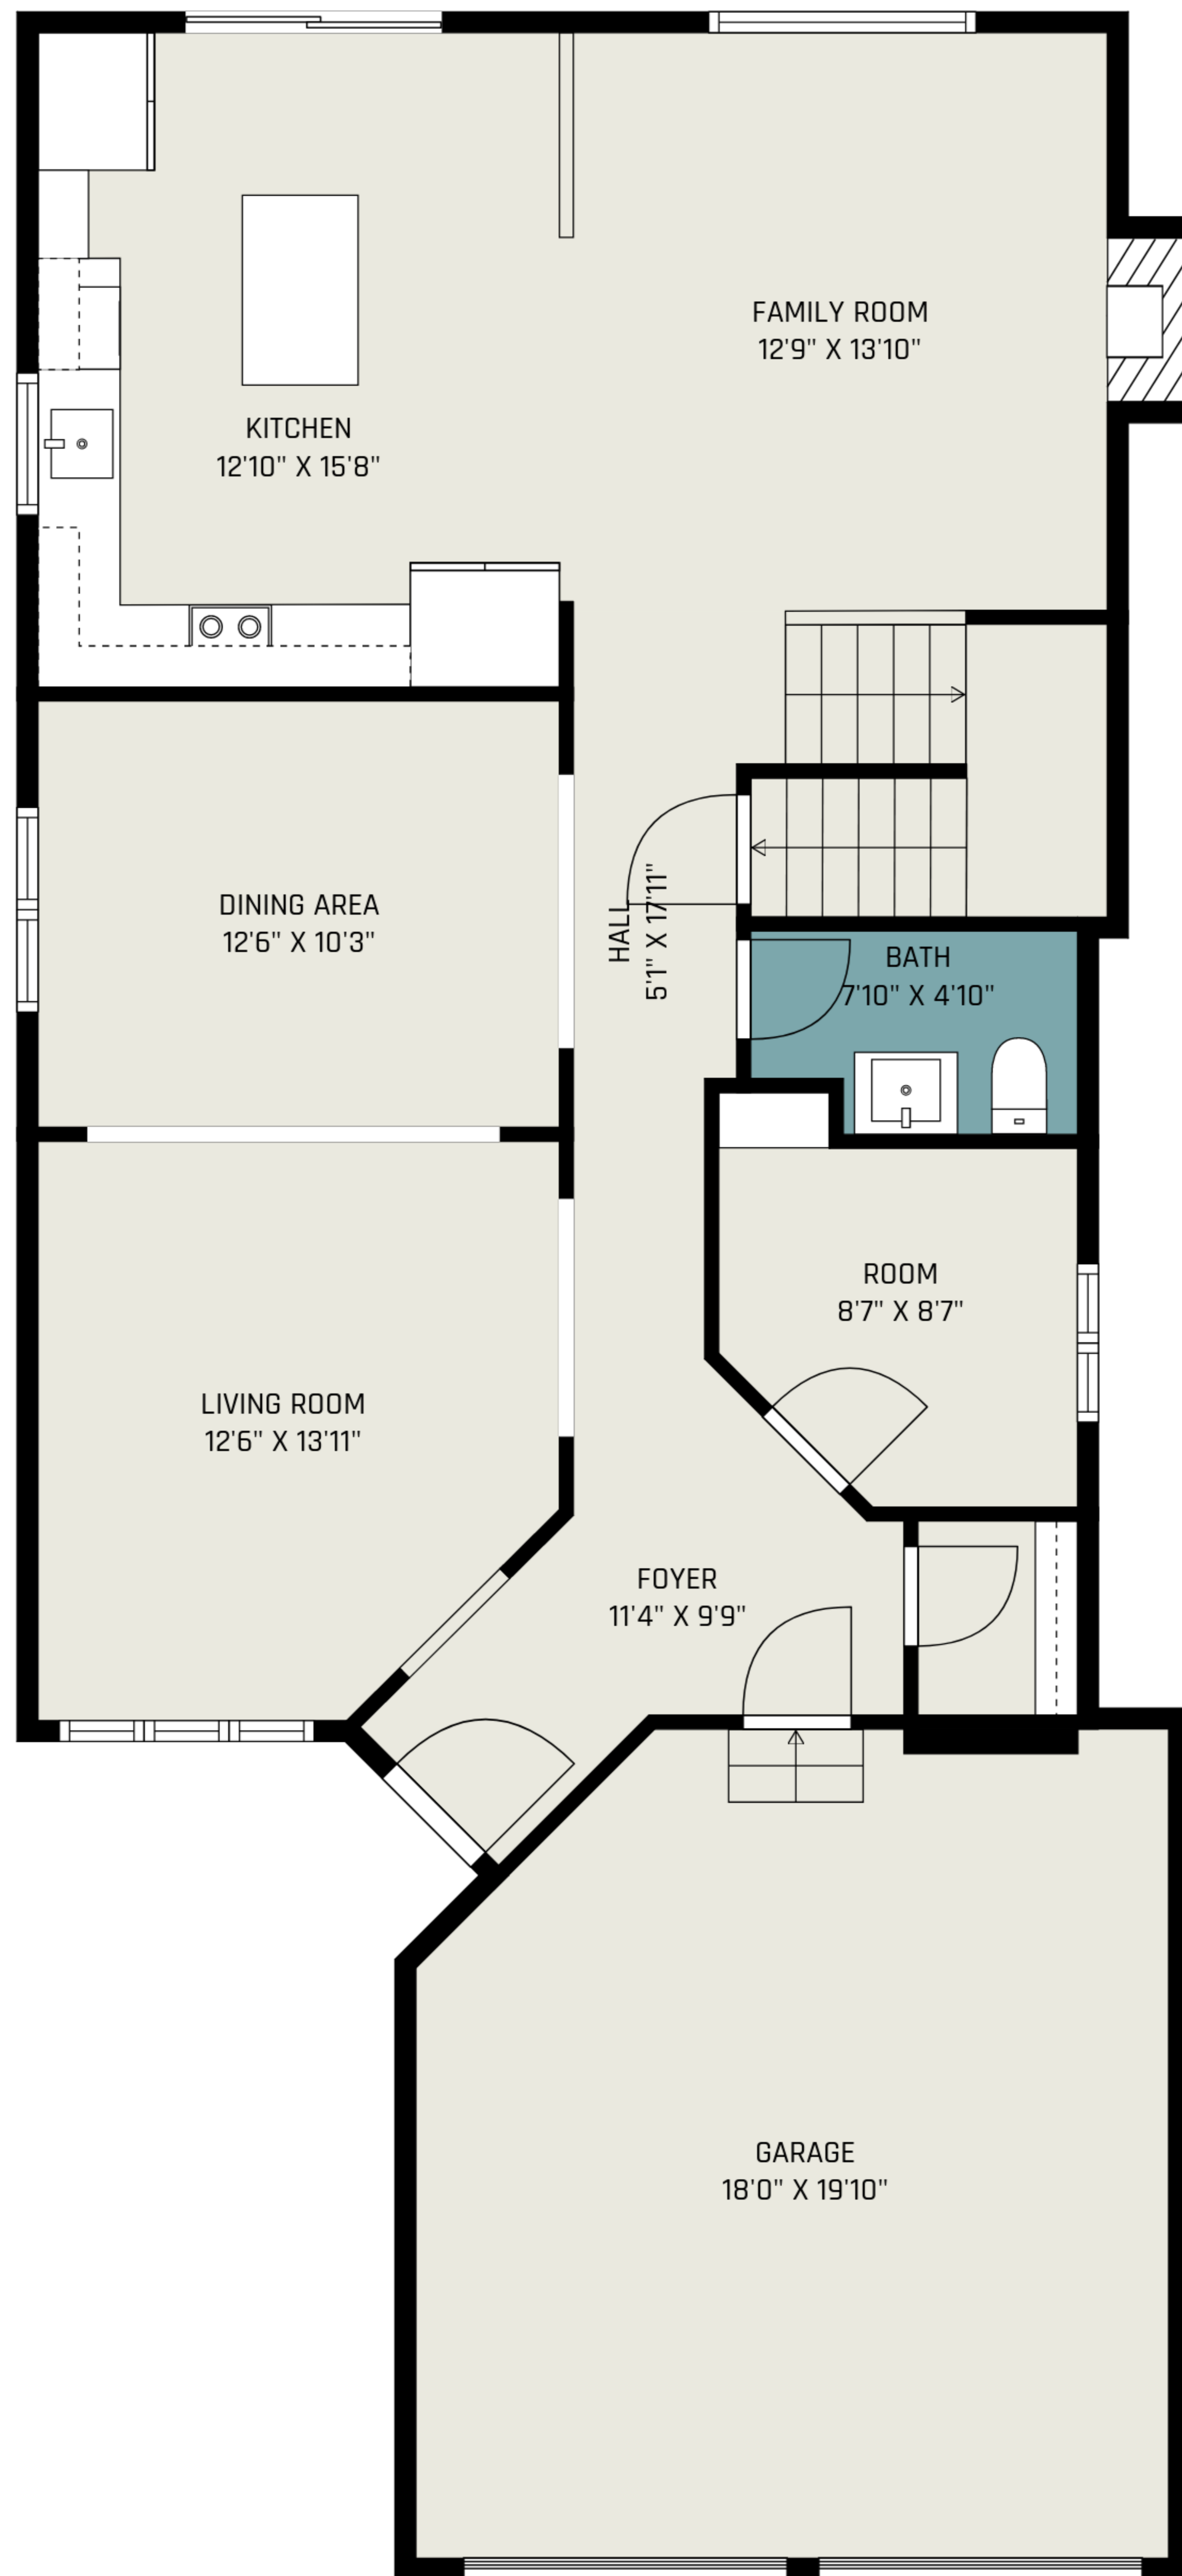 FAMILY ROOM
12'9" X 13'10"
KITCHEN
12'10" X 15'8"
DINING AREA
12'6" X 10'3"
HALL
5'1" X 17'11"
BATH
7'10" X 4'10"
ROOM
8'7" X 8'7"
LIVING ROOM
12'6" X 13'11"
FOYER
11'4" X 9'9"
GARAGE
18'0" X 19'10"